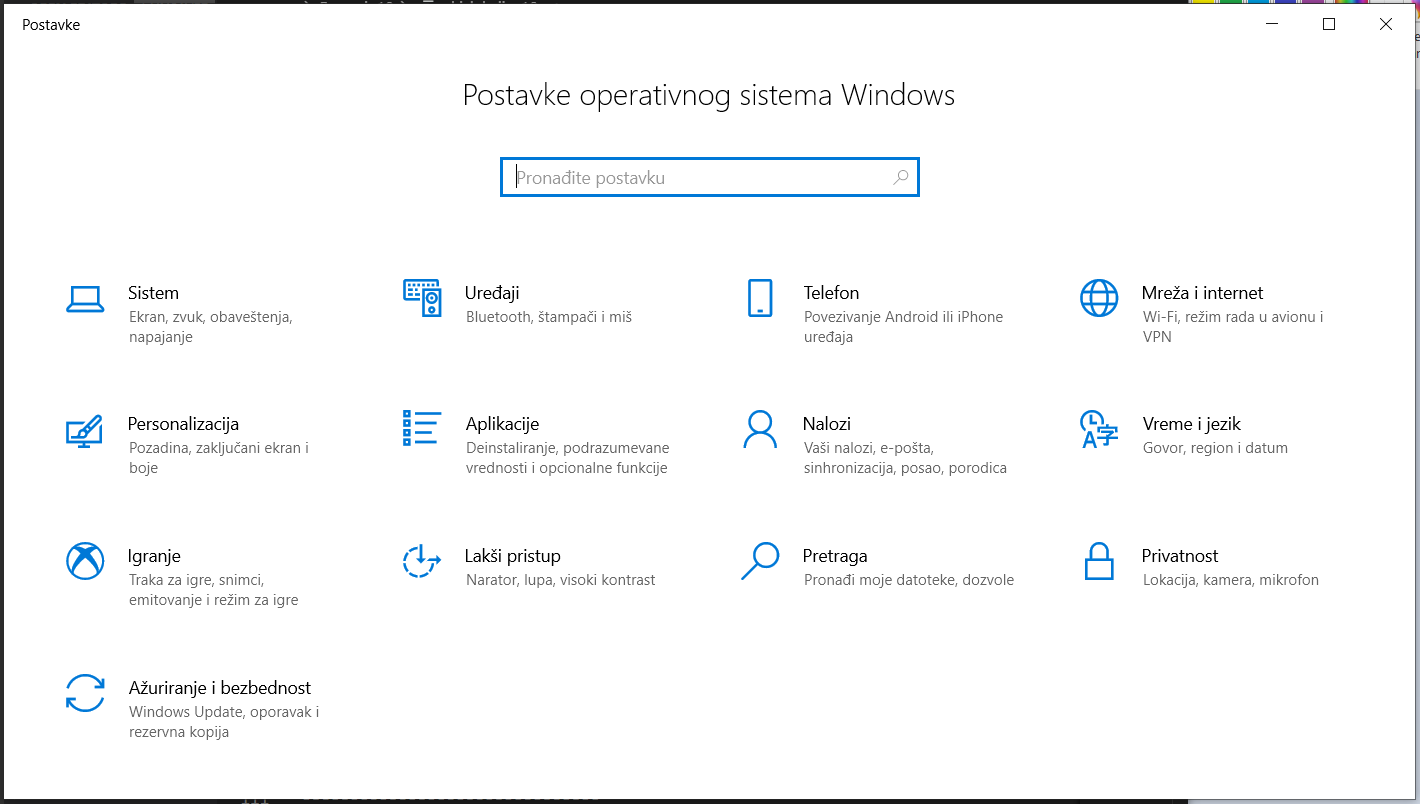 Postavke
Postavke operativnog sistema Windows
Pronađite postavku
Sistem
Ekran, zvuk, obaveštenja,
napajanje
Uređaji
Bluetooth, štampači i miš
Telefon
Povezivanje Android ili iPhone
uređaja
Mreža i internet
Wi-Fi, režim rada u avionu i
VPN
Personalizacija
Pozadina, zaključani ekran i
boje
Aplikacije
Deinstaliranje, podrazumevane
vrednosti i opcionalne funkcije
Nalozi
Vaši nalozi, e-pošta,
sinhronizacija, posao, porodica
Vreme i jezik
Govor, region i datum
Igranje
Traka za igre, snimci,
emitovanje i režim za igre
Lakši pristup
Narator, lupa, visoki kontrast
Pretraga
Pronađi moje datoteke, dozvole
Privatnost
Lokacija, kamera, mikrofon
Ažuriranje i bezbednost
Windows Update, oporavak i
rezervna kopija